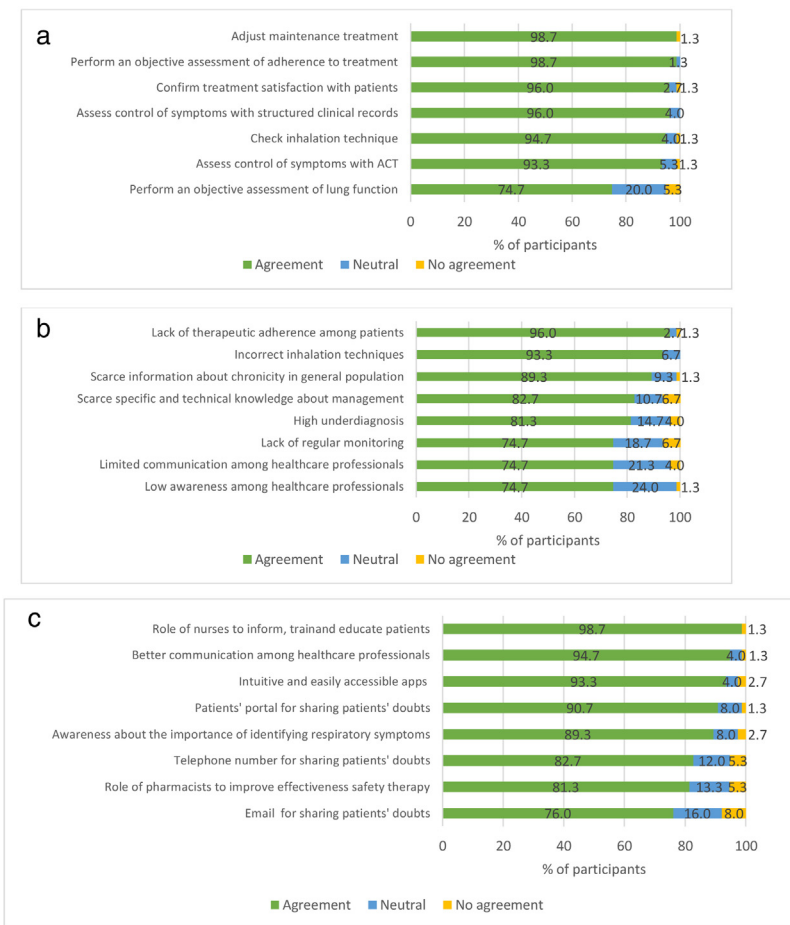 a
Adjust maintenance treatment 98.7 1.3
Perform an objective assessment of adherence to treatment 98.7 1.3
Confirm treatment satisfaction with patients 96.0 2.7 1.3
Assess control of symptoms with structured clinical records 96.0 4.0
Check inhalation technique 94.7 4.0 1.3
Assess control of symptoms with ACT 93.3 5.3 1.3
Perform an objective assessment of lung function 74.7 20.0 5.3
0 20 40 60 80 100
% of participants
Agreement Neutral No agreement
b
Lack of therapeutic adherence among patients 96.0 2.7 1.3
Incorrect inhalation techniques 93.3 6.7
Scarce information about chronicity in general population 89.3 9.3 1.3
Scarce specific and technical knowledge about management 82.7 10.7 6.7
High underdiagnosis 81.3 14.7 4.0
Lack of regular monitoring 74.7 18.7 6.7
Limited communication among healthcare professionals 74.7 21.3 4.0
Low awareness among healthcare professionals 74.7 24.0 1.3
0 20 40 60 80 100
% of participants
Agreement Neutral No agreement
c
Role of nurses to inform, trainand educate patients 98.7 1.3
Better communication among healthcare professionals 94.7 4.0 1.3
Intuitive and easily accessible apps 93.3 4.0 2.7
Patients' portal for sharing patients' doubts 90.7 8.0 1.3
Awareness about the importance of identifying respiratory symptoms 89.3 8.0 2.7
Telephone number for sharing patients' doubts 82.7 12.0 5.3
Role of pharmacists to improve effectiveness safety therapy 81.3 13.3 5.3
Email for sharing patients' doubts 76.0 16.0 8.0
0 20 40 60 80 100
% of participants
Agreement Neutral No agreement